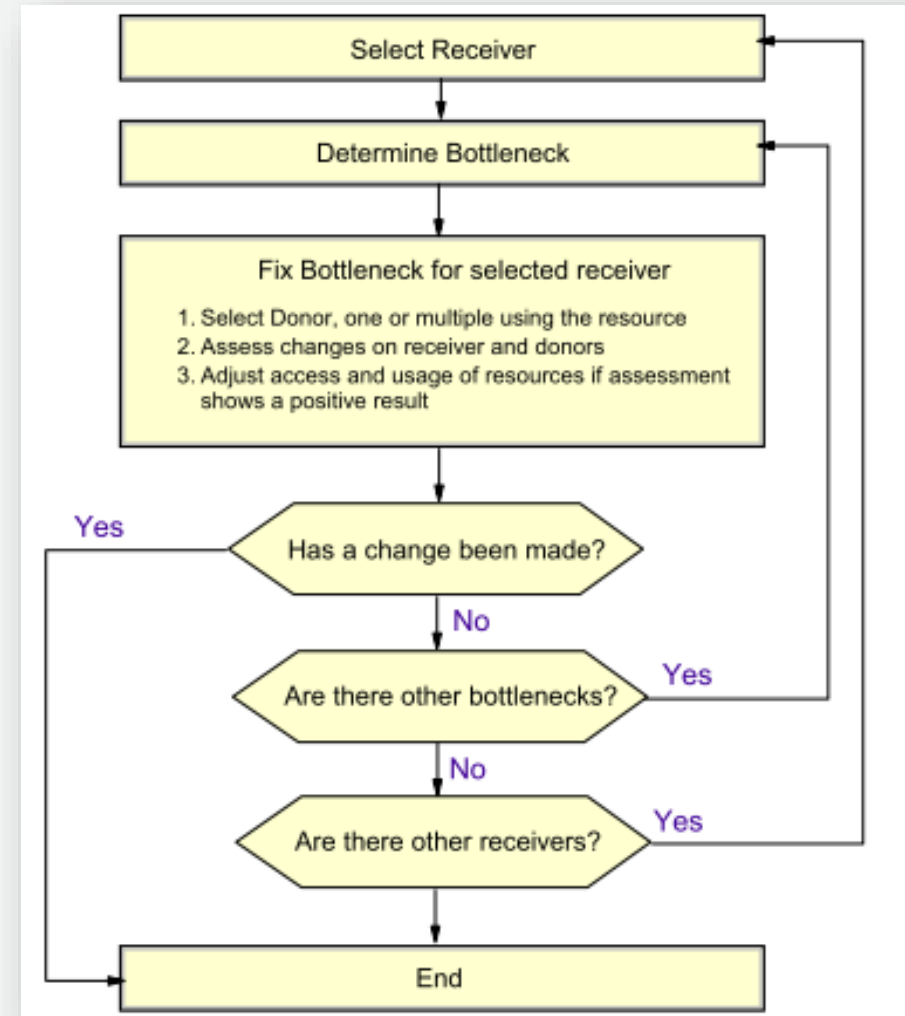 Select Receiver
Determine Bottleneck
Fix Bottleneck for selected receiver
1. Select Donor, one or multiple using the resource
2. Assess changes on receiver and donors
3. Adjust access and usage of resources if assessment
shows a positive result
Yes
Has a change been made?
No
Are there other bottlenecks?
Yes
No
Are there other receivers?
Yes
End